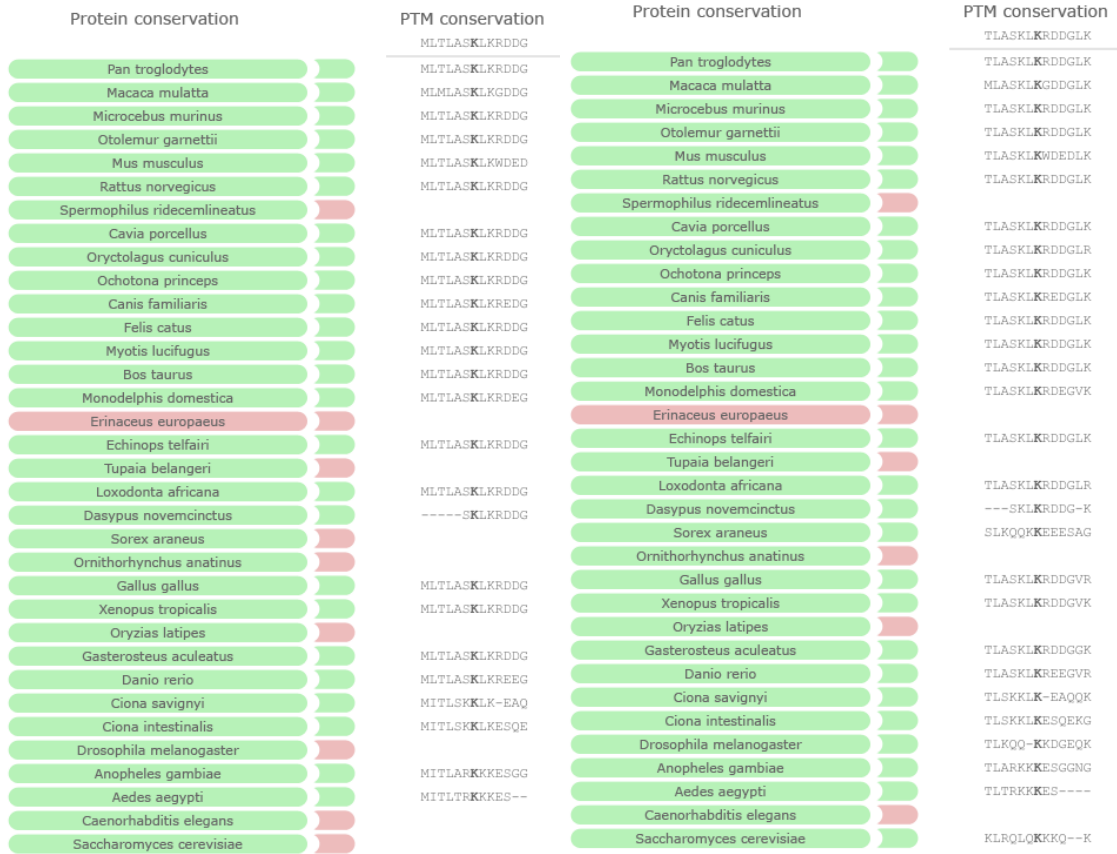 Protein conservation
PTM conservation
MLTLASKLKRDDG
Pan troglodytes MLTLASKLKRDDG
Macaca mulatta MLMLASKLKGDDG
Microcebus murinus MLTLASKLKRDDG
Otolemur garnettii MLTLASKLKRDDG
Mus musculus MLTLASKLKWDED
Rattus norvegicus MLTLASKLKRDDG
Spermophilus ridecemlineatus
Cavia porcellus MLTLASKLKRDDG
Oryctolagus cuniculus MLTLASKLKRDDG
Ochotona princeps MLTLASKLKRDDG
Canis familiaris MLTLASKLKREDG
Felis catus MLTLASKLKRDDG
Myotis lucifugus MLTLASKLKRDDG
Bos taurus MLTLASKLKRDDG
Monodelphis domestica MLTLASKLKRDEG
Erinaceus europaeus
Echinops telfairi MLTLASKLKRDDG
Tupaia belangeri
Loxodonta africana MLTLASKLKRDDG
Dasypus novemcinctus -----SKLKRDDG
Sorex araneus
Ornithorhynchus anatinus
Gallus gallus MLTLASKLKRDDG
Xenopus tropicalis MLTLASKLKRDDG
Oryzias latipes
Gasterosteus aculeatus MLTLASKLKRDDG
Danio rerio MLTLASKLKREEG
Ciona savignyi MITLSKKLK-EAQ
Ciona intestinalis MITLSKKLKESQE
Drosophila melanogaster
Anopheles gambiae MITLARKKKESGG
Aedes aegypti MITLTRKKKES--
Caenorhabditis elegans
Saccharomyces cerevisiae
Protein conservation
PTM conservation
TLASKLKRDDGLK
Pan troglodytes TLASKLKRDDGLK
Macaca mulatta MLASKLKGDDGLK
Microcebus murinus TLASKLKRDDGLK
Otolemur garnettii TLASKLKRDDGLK
Mus musculus TLASKLKWDEDLK
Rattus norvegicus TLASKLKRDDGLK
Spermophilus ridecemlineatus
Cavia porcellus TLASKLKRDDGLK
Oryctolagus cuniculus TLASKLKRDDGLR
Ochotona princeps TLASKLKRDDGLK
Canis familiaris TLASKLKREDGLK
Felis catus TLASKLKRDDGLK
Myotis lucifugus TLASKLKRDDGLK
Bos taurus TLASKLKRDDGLK
Monodelphis domestica TLASKLKRDEGVK
Erinaceus europaeus
Echinops telfairi TLASKLKRDDGLK
Tupaia belangeri
Loxodonta africana TLASKLKRDDGLR
Dasypus novemcinctus ---SKLKRDDG-K
Sorex araneus SLKQQKKEEESAG
Ornithorhynchus anatinus
Gallus gallus TLASKLKRDDGVR
Xenopus tropicalis TLASKLKRDDGVK
Oryzias latipes
Gasterosteus aculeatus TLASKLKRDDGGK
Danio rerio TLASKLKREEGVR
Ciona savignyi TLSKKLK-EAQQK
Ciona intestinalis TLSKKLKESQEKG
Drosophila melanogaster TLKQQ-KKDGEQK
Anopheles gambiae TLARKKKESGGNG
Aedes aegypti TLTRKKKES----
Caenorhabditis elegans
Saccharomyces cerevisiae KLRQLQKKKQ--K